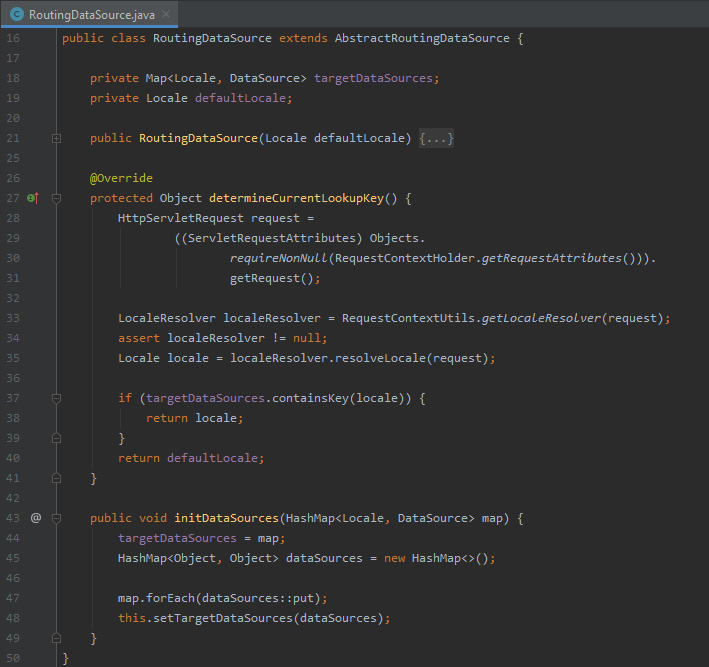 RoutingDataSource.java
16 public class RoutingDataSource extends AbstractRoutingDataSource {
17
18     private Map<Locale, DataSource> targetDataSources;
19     private Locale defaultLocale;
20
21     public RoutingDataSource(Locale defaultLocale) {...}
25
26     @Override
27     protected Object determineCurrentLookupKey() {
28         HttpServletRequest request =
29                 ((ServletRequestAttributes) Objects.
30                         requireNonNull(RequestContextHolder.getRequestAttributes())).
31                         getRequest();
32
33         LocaleResolver localeResolver = RequestContextUtils.getLocaleResolver(request);
34         assert localeResolver != null;
35         Locale locale = localeResolver.resolveLocale(request);
36
37         if (targetDataSources.containsKey(locale)) {
38             return locale;
39         }
40         return defaultLocale;
41     }
42
43 @   public void initDataSources(HashMap<Locale, DataSource> map) {
44         targetDataSources = map;
45         HashMap<Object, Object> dataSources = new HashMap<>();
46
47         map.forEach(dataSources::put);
48         this.setTargetDataSources(dataSources);
49     }
50 }